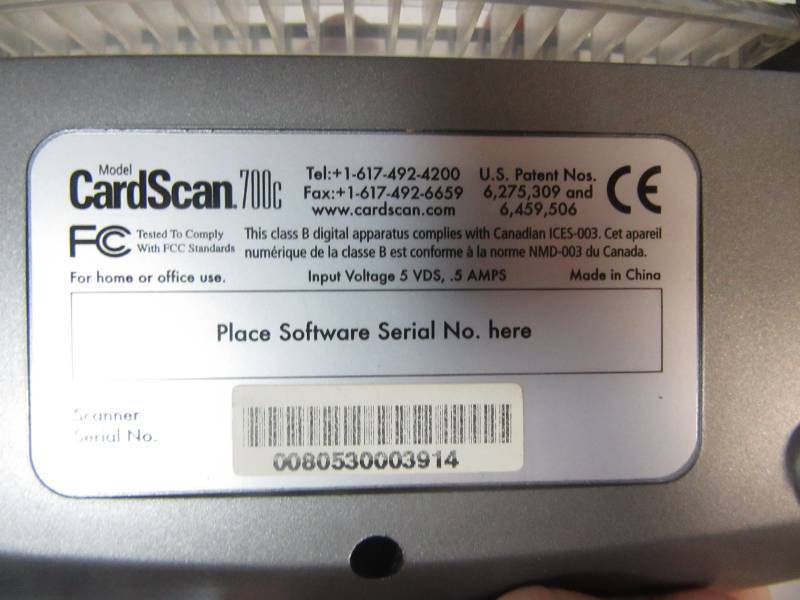 Model
CardScan 700c
Tel:+1-617-492-4200
Fax:+1-617-492-6659
www.cardscan.com
U.S. Patent Nos.
6,275,309 and
6,459,506
CE
FC Tested To Comply
With FCC Standards
This class B digital apparatus complies with Canadian ICES-003. Cet apareil
numérique de la classe B est conforme à la norme NMD-003 du Canada.
For home or office use. Input Voltage 5 VDS, .5 AMPS Made in China
Place Software Serial No. here
Scanner
Serial No.
0080530003914